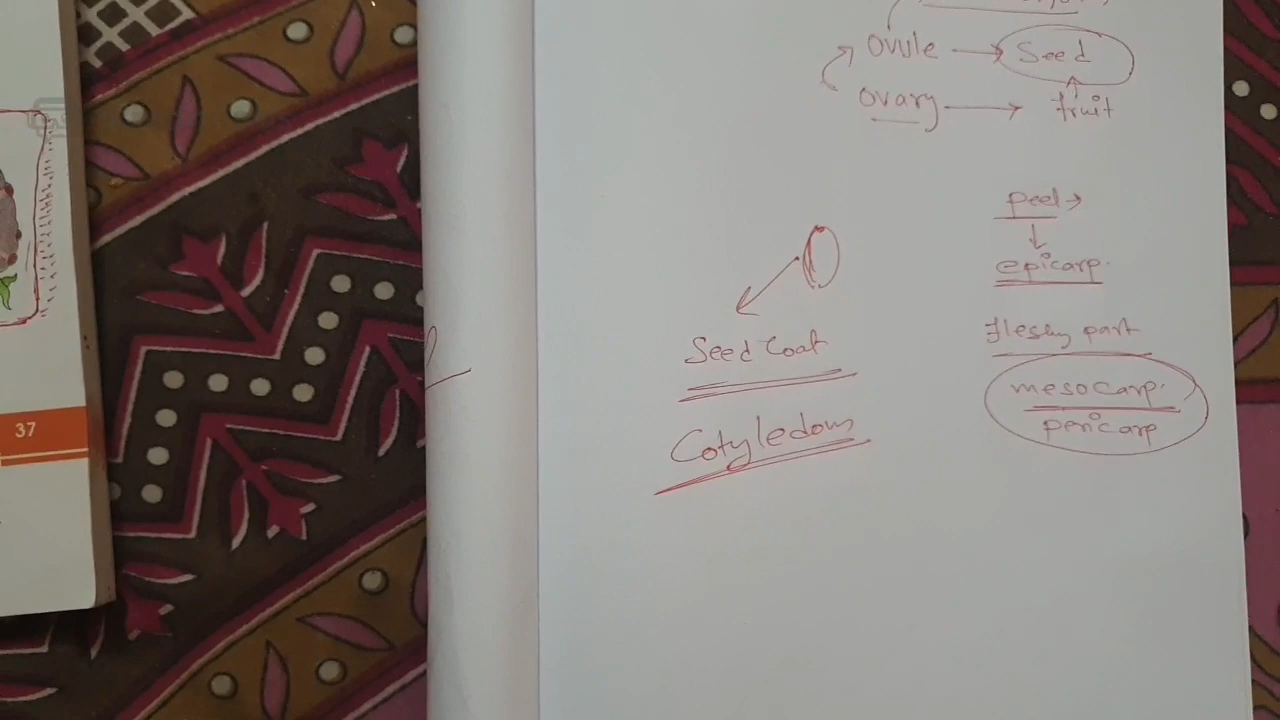 Ovule → Seed
Ovary → fruit
peel →
↓
epicarp.
Fleshy part
mesocarp.
pericarp
Seed Coat
Cotyledons
37